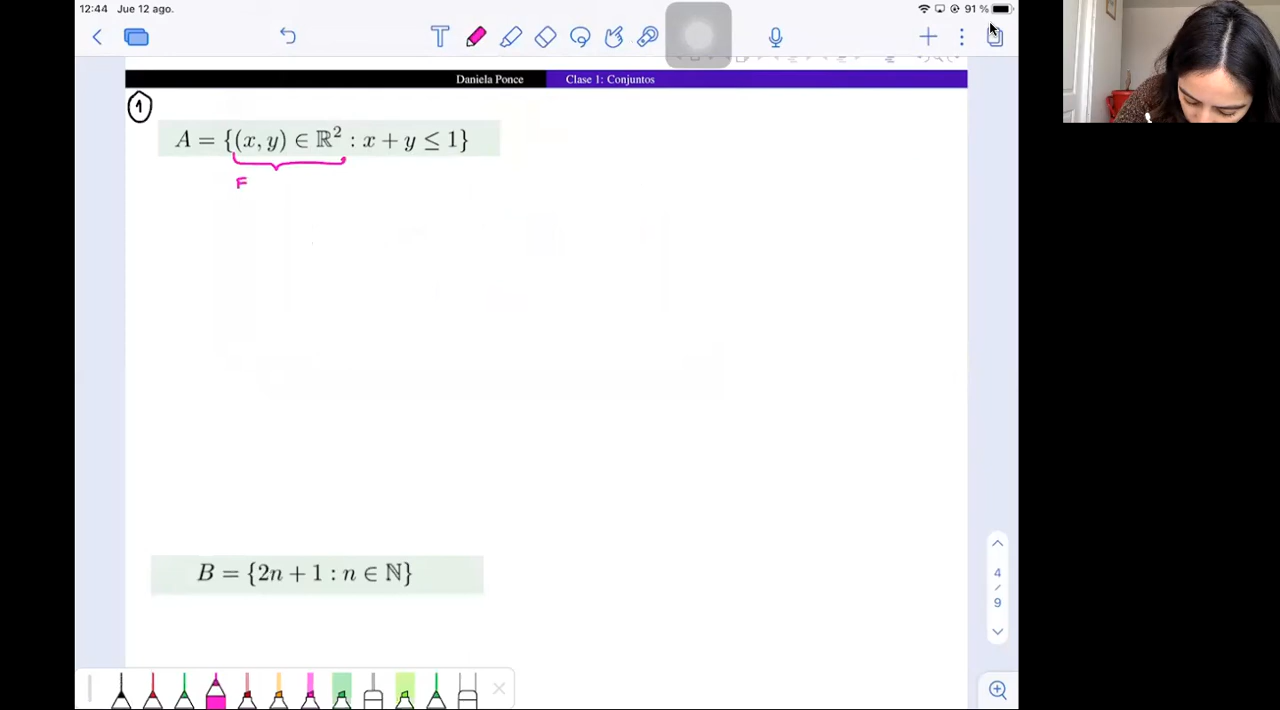 12:44 Jue 12 ago. 91 %
Daniela Ponce Clase 1: Conjuntos
1
A = {(x, y) ∈ ℝ² : x + y ≤ 1}
F
B = {2n + 1 : n ∈ ℕ}
4
/
9